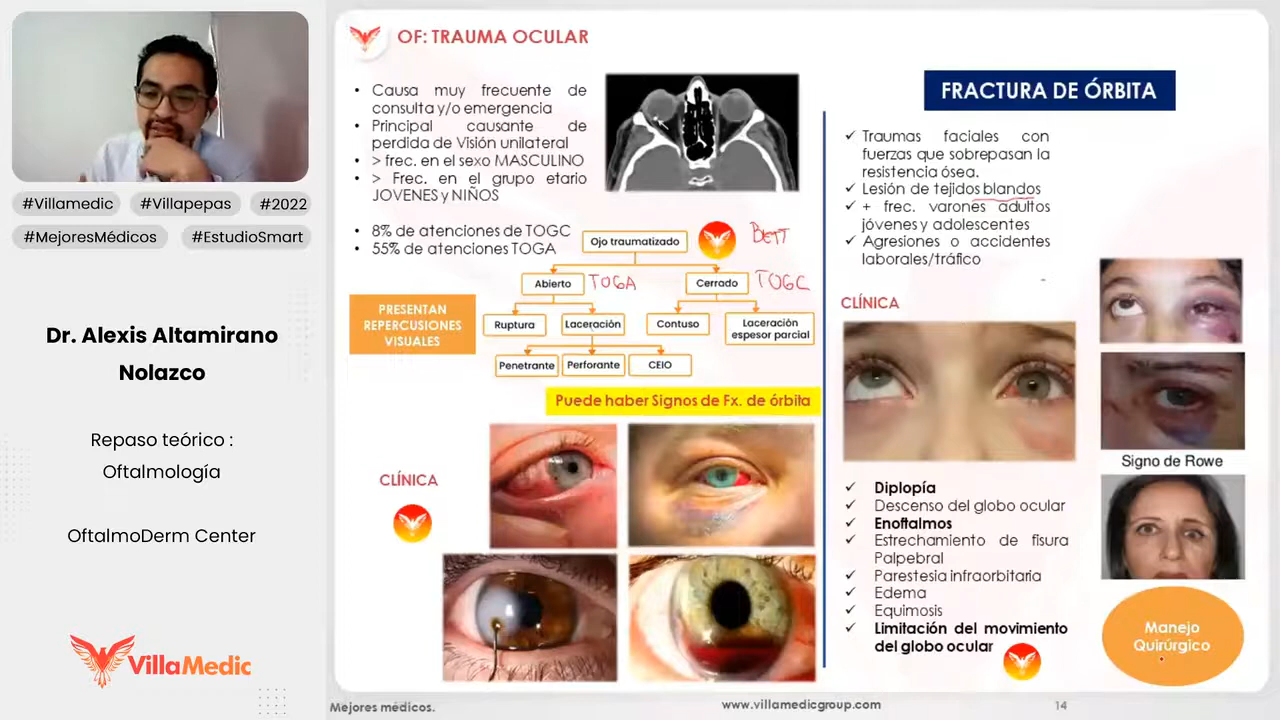 #Villamedic #Villapepas #2022
#MejoresMédicos #EstudioSmart
Dr. Alexis Altamirano
Nolazco
Repaso teórico :
Oftalmología
OftalmoDerm Center
VillaMedic
OF: TRAUMA OCULAR
• Causa muy frecuente de
consulta y/o emergencia
• Principal causante de
perdida de Visión unilateral
• > frec. en el sexo MASCULINO
• > Frec. en el grupo etario
JOVENES y NIÑOS
• 8% de atenciones de TOGC
• 55% de atenciones TOGA
PRESENTAN
REPERCUSIONES
VISUALES
Ojo traumatizado
BETT
Abierto TOGA Cerrado TOGC
Ruptura Laceración Contuso Laceración
espesor parcial
Penetrante Perforante CEIO
Puede haber Signos de Fx. de órbita
CLÍNICA
FRACTURA DE ÓRBITA
✓ Traumas faciales con
fuerzas que sobrepasan la
resistencia ósea.
✓ Lesión de tejidos blandos
✓ + frec. varones adultos
jóvenes y adolescentes
✓ Agresiones o accidentes
laborales/tráfico
CLÍNICA
Signo de Rowe
✓ Diplopía
✓ Descenso del globo ocular
✓ Enoftalmos
✓ Estrechamiento de fisura
Palpebral
✓ Parestesia infraorbitaria
✓ Edema
✓ Equimosis
✓ Limitación del movimiento
del globo ocular
Manejo
Quirúrgico
Mejores médicos.
www.villamedicgroup.com
14